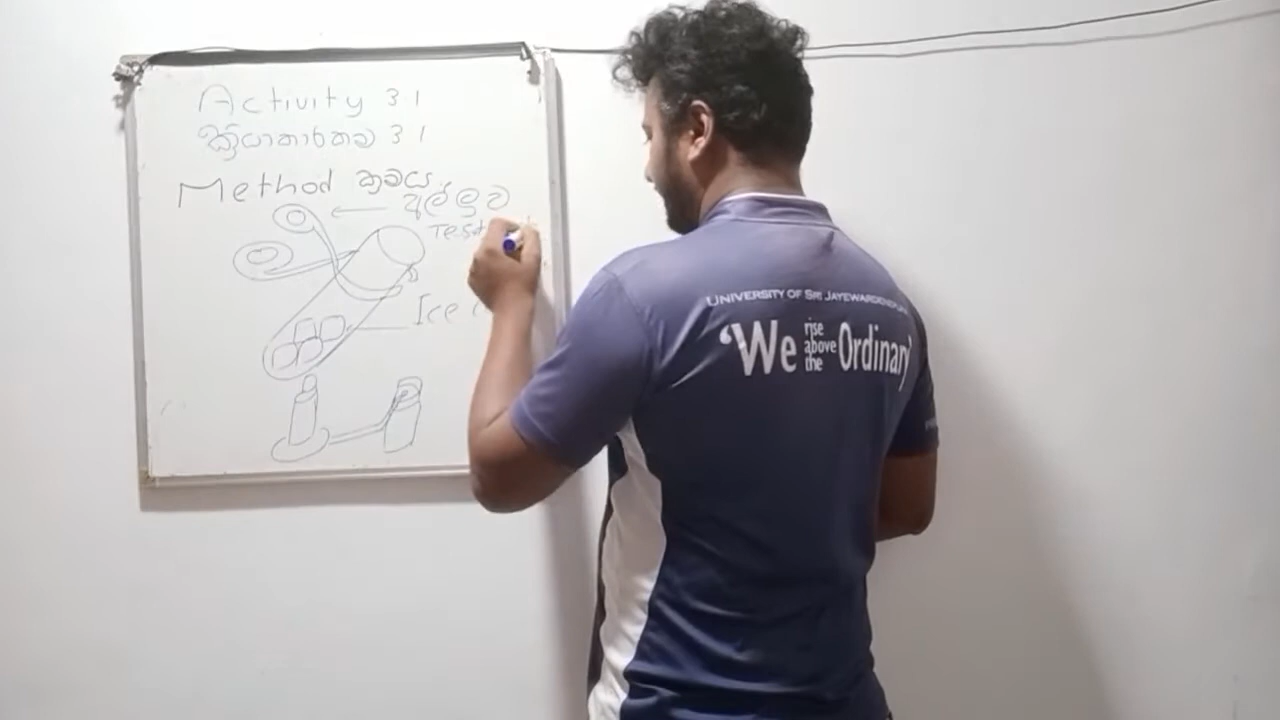 Activity 31
ක්‍රියාකාරකම 31
Method ක්‍රමය
අල්ලුව
Test
Ice
UNIVERSITY OF SRI JAYEWARDENEPURA
'We rise above the Ordinary'